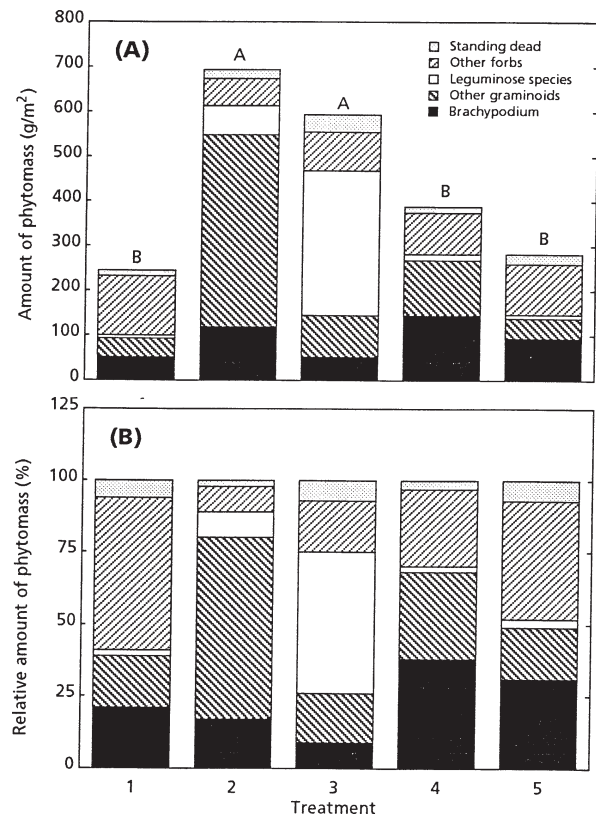 800
700
600
500
400
300
200
100
0
Amount of phytomass (g/m²)
(A)
Standing dead
Other forbs
Leguminose species
Other graminoids
Brachypodium
B
A
A
B
B
125
100
75
50
25
0
Relative amount of phytomass (%)
(B)
1 2 3 4 5
Treatment